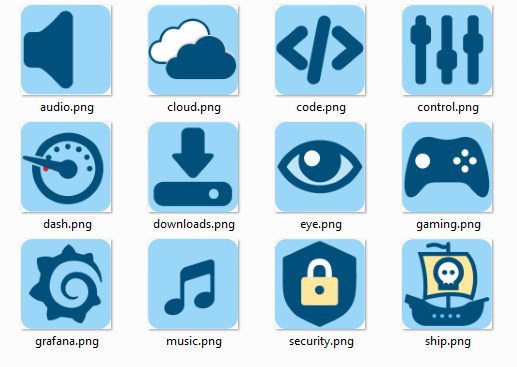 audio.png
cloud.png
code.png
control.png
dash.png
downloads.png
eye.png
gaming.png
grafana.png
music.png
security.png
ship.png